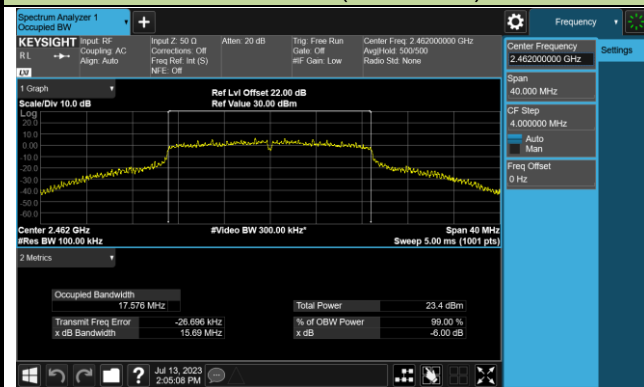 Spectrum Analyzer 1
Occupied BW
+
Frequency
KEYSIGHT
Input: RF
Input Z: 50 Ω
Atten: 20 dB
Trig: Free Run
Center Freq: 2.462000000 GHz
RL
Coupling: AC
Corrections: Off
Gate: Off
Avg|Hold: 500/500
Align: Auto
Freq Ref: Int (S)
#IF Gain: Low
Radio Std: None
NFE: Off
LXI
Center Frequency
2.462000000 GHz
Settings
Span
40.000 MHz
CF Step
4.000000 MHz
Auto
Man
Freq Offset
0 Hz
1 Graph
Ref Lvl Offset 22.00 dB
Scale/Div 10.0 dB
Ref Value 30.00 dBm
Log
20.0
10.0
0.00
-10.0
-20.0
-30.0
-40.0
-50.0
-60.0
Center 2.462 GHz
#Video BW 300.00 kHz*
Span 40 MHz
#Res BW 100.00 kHz
Sweep 5.00 ms (1001 pts)
2 Metrics
Occupied Bandwidth
17.576 MHz
Total Power
23.4 dBm
Transmit Freq Error
-26.696 kHz
% of OBW Power
99.00 %
x dB Bandwidth
15.69 MHz
x dB
-6.00 dB
?
Jul 13, 2023
2:05:08 PM